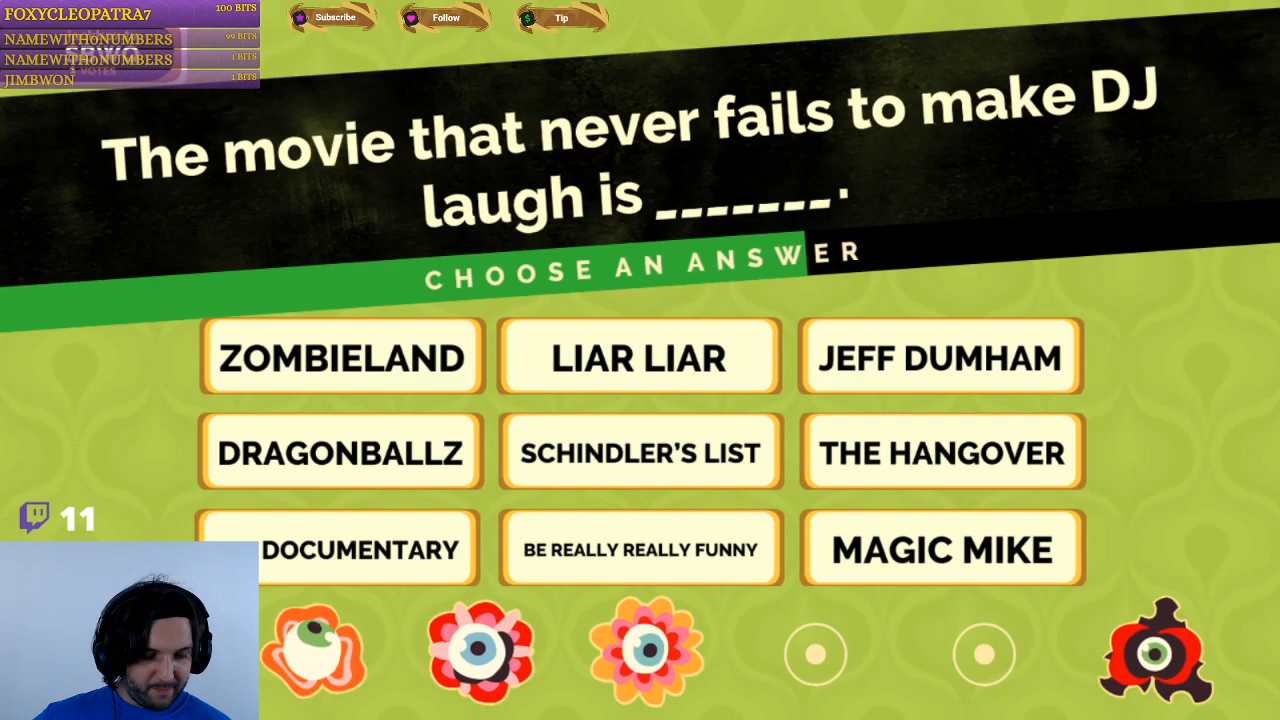 FOXYCLEOPATRA7 100 BITS
NAMEWITH0NUMBERS 99 BITS
NAMEWITH0NUMBERS 1 BITS
JIMBWON 1 BITS
Subscribe
Follow
Tip
The movie that never fails to make DJ
laugh is _______.
CHOOSE AN ANSWER
ZOMBIELAND
LIAR LIAR
JEFF DUMHAM
DRAGONBALLZ
SCHINDLER'S LIST
THE HANGOVER
DOCUMENTARY
BE REALLY REALLY FUNNY
MAGIC MIKE
11